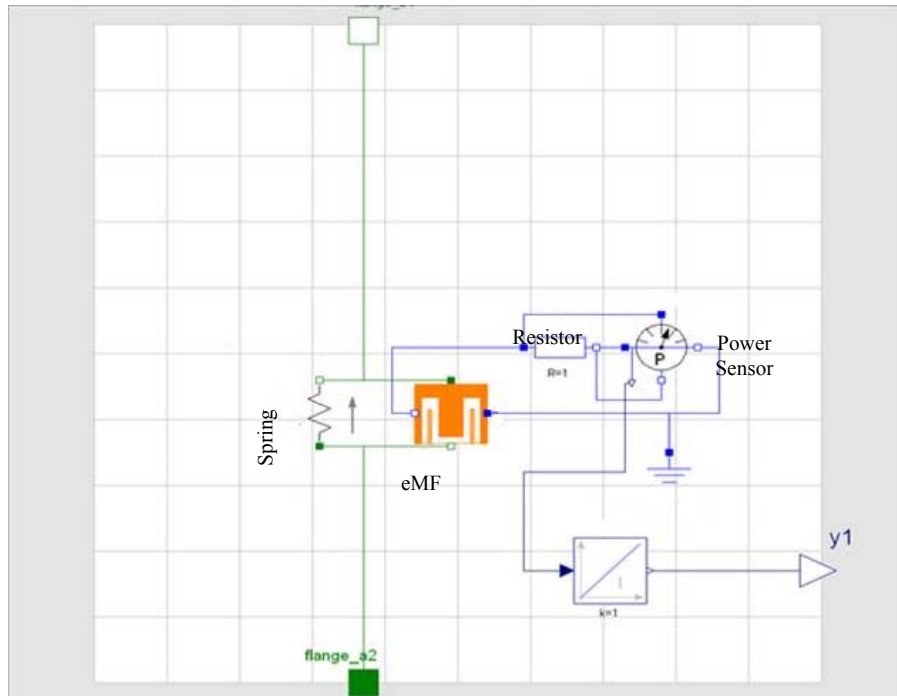 Resistor
Power
Sensor
P
R=1
Spring
eMF
I
k=1
y1
flange_a2